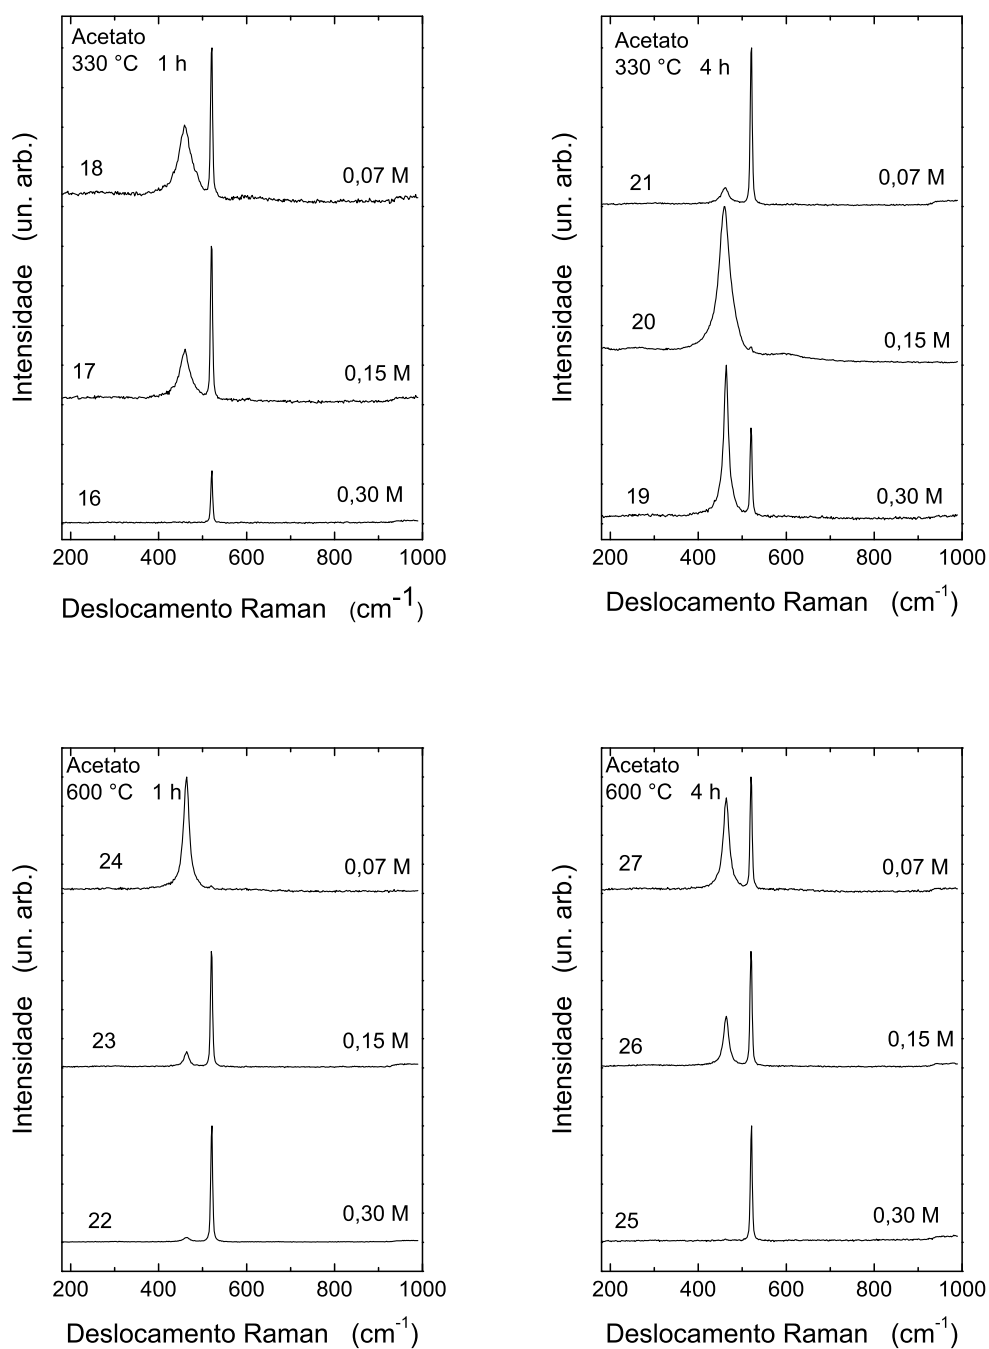 Acetato
330 °C 1 h
18
0,07 M
17
0,15 M
16
0,30 M
Intensidade (un. arb.)
200 400 600 800 1000
Deslocamento Raman (cm-1)
Acetato
330 °C 4 h
21
0,07 M
20
0,15 M
19
0,30 M
Intensidade (un. arb.)
200 400 600 800 1000
Deslocamento Raman (cm-1)
Acetato
600 °C 1 h
24
0,07 M
23
0,15 M
22
0,30 M
Intensidade (un. arb.)
200 400 600 800 1000
Deslocamento Raman (cm-1)
Acetato
600 °C 4 h
27
0,07 M
26
0,15 M
25
0,30 M
Intensidade (un. arb.)
200 400 600 800 1000
Deslocamento Raman (cm-1)